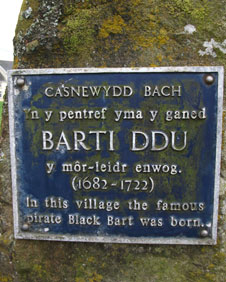 CASNEWYDD BACH
Yn y pentref yma y ganed
BARTI DDU
y môr-leidr enwog.
(1682-1722)
In this village the famous
pirate Black Bart was born.